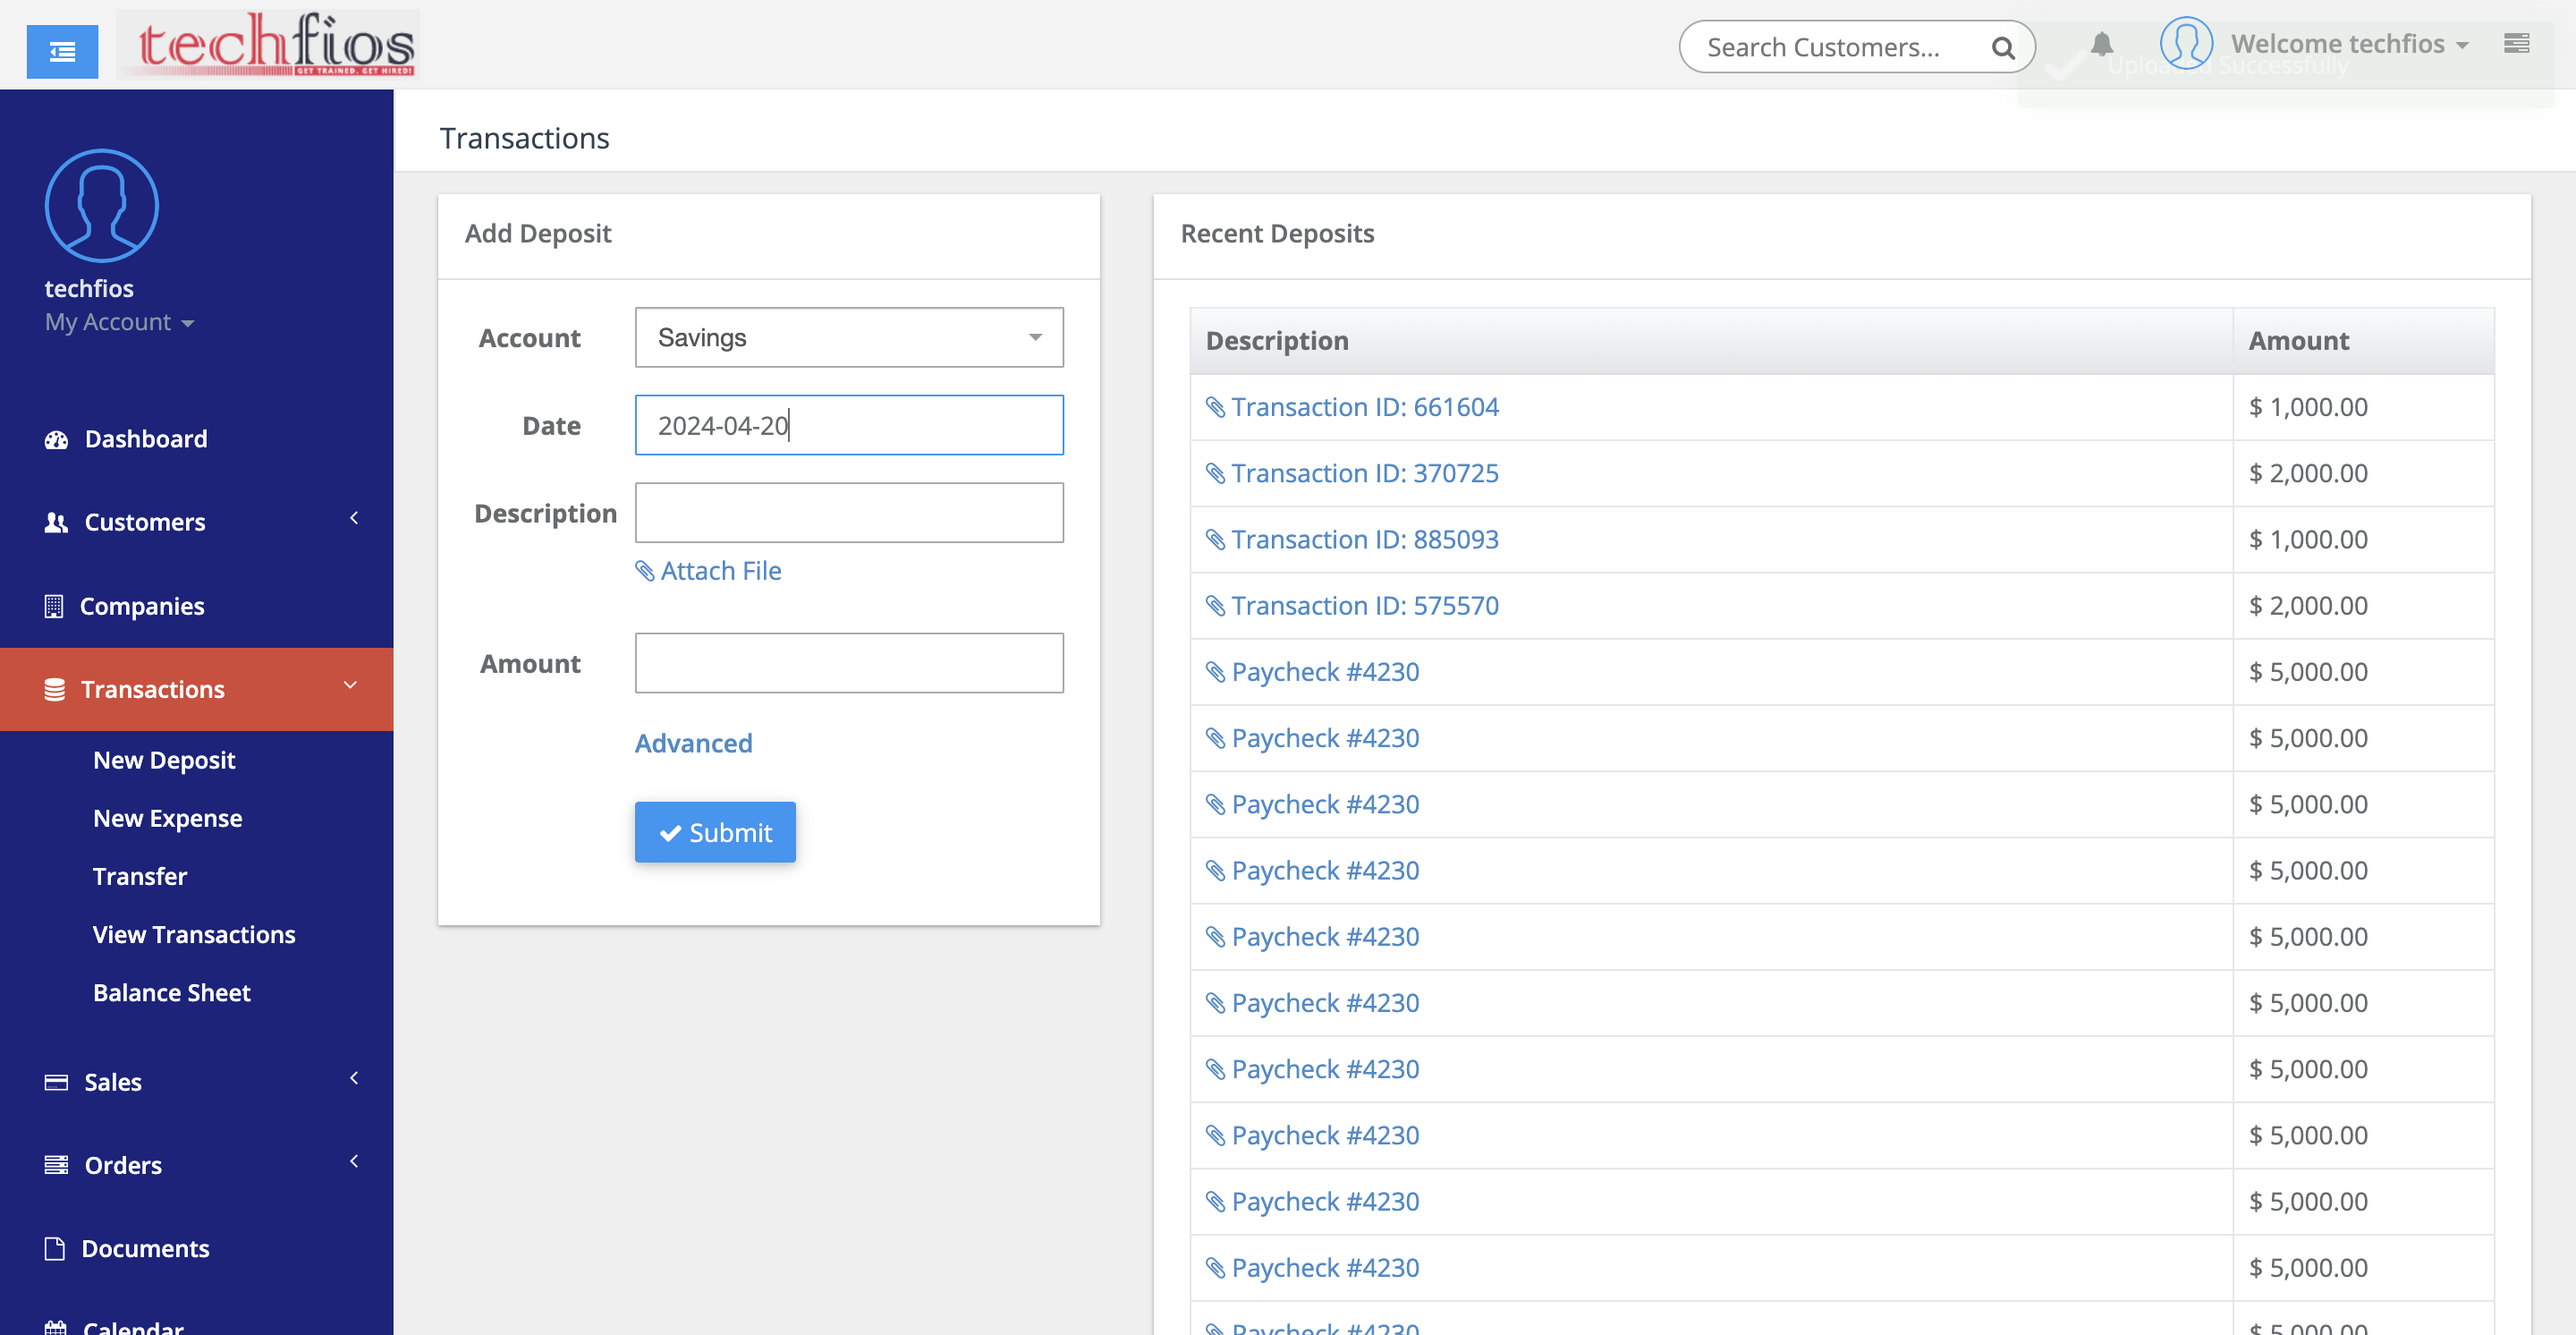 techfios
GET TRAINED. GET HIRED!
Search Customers...
Welcome techfios
Uploaded Successfully
techfios
My Account
Dashboard
Customers
Companies
Transactions
New Deposit
New Expense
Transfer
View Transactions
Balance Sheet
Sales
Orders
Documents
Calendar
Transactions
Add Deposit
Account
Savings
Date
2024-04-20
Description
Attach File
Amount
Advanced
Submit
Recent Deposits
Description Amount
Transaction ID: 661604 $ 1,000.00
Transaction ID: 370725 $ 2,000.00
Transaction ID: 885093 $ 1,000.00
Transaction ID: 575570 $ 2,000.00
Paycheck #4230 $ 5,000.00
Paycheck #4230 $ 5,000.00
Paycheck #4230 $ 5,000.00
Paycheck #4230 $ 5,000.00
Paycheck #4230 $ 5,000.00
Paycheck #4230 $ 5,000.00
Paycheck #4230 $ 5,000.00
Paycheck #4230 $ 5,000.00
Paycheck #4230 $ 5,000.00
Paycheck #4230 $ 5,000.00
Paycheck #4230 $ 5,000.00